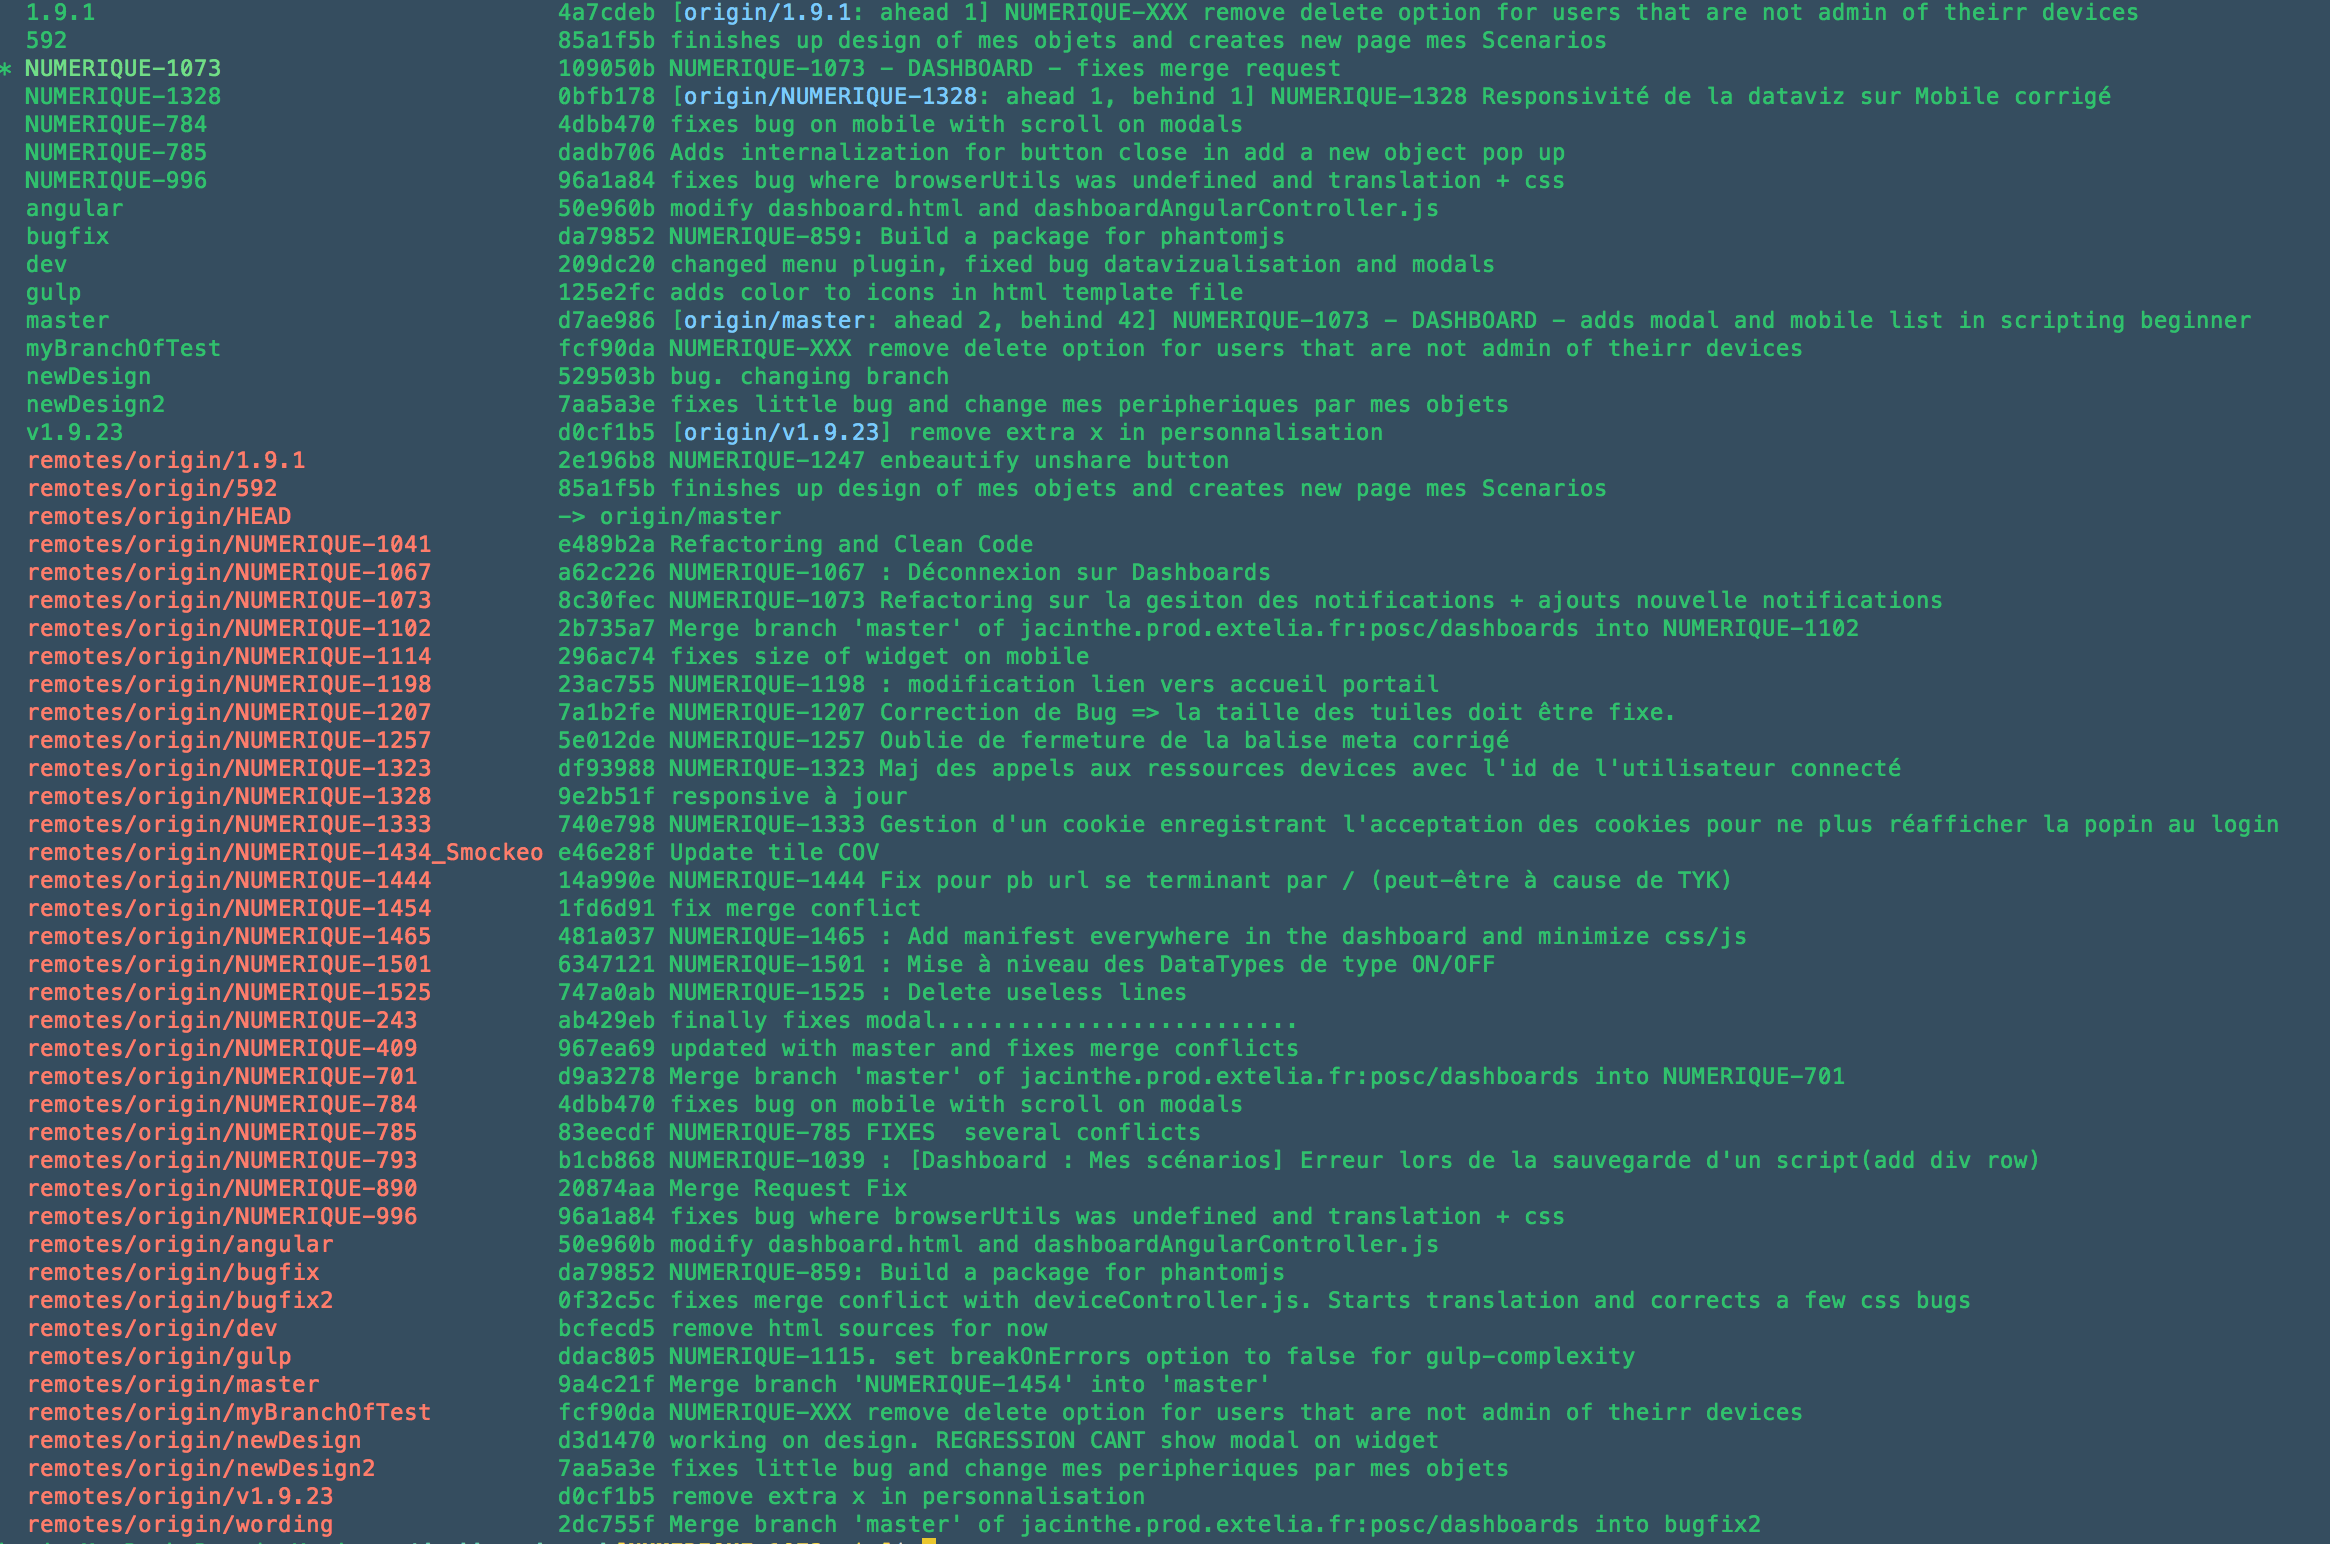 1.9.1 4a7cdeb [origin/1.9.1: ahead 1] NUMERIQUE-XXX remove delete option for users that are not admin of theirr devices
592 85a1f5b finishes up design of mes objets and creates new page mes Scenarios
* NUMERIQUE-1073 109050b NUMERIQUE-1073 - DASHBOARD - fixes merge request
NUMERIQUE-1328 0bfb178 [origin/NUMERIQUE-1328: ahead 1, behind 1] NUMERIQUE-1328 Responsivité de la dataviz sur Mobile corrigé
NUMERIQUE-784 4dbb470 fixes bug on mobile with scroll on modals
NUMERIQUE-785 dadb706 Adds internalization for button close in add a new object pop up
NUMERIQUE-996 96a1a84 fixes bug where browserUtils was undefined and translation + css
angular 50e960b modify dashboard.html and dashboardAngularController.js
bugfix da79852 NUMERIQUE-859: Build a package for phantomjs
dev 209dc20 changed menu plugin, fixed bug datavizualisation and modals
gulp 125e2fc adds color to icons in html template file
master d7ae986 [origin/master: ahead 2, behind 42] NUMERIQUE-1073 - DASHBOARD - adds modal and mobile list in scripting beginner
myBranchOfTest fcf90da NUMERIQUE-XXX remove delete option for users that are not admin of theirr devices
newDesign 529503b bug. changing branch
newDesign2 7aa5a3e fixes little bug and change mes peripheriques par mes objets
v1.9.23 d0cf1b5 [origin/v1.9.23] remove extra x in personnalisation
remotes/origin/1.9.1 2e196b8 NUMERIQUE-1247 enbeautify unshare button
remotes/origin/592 85a1f5b finishes up design of mes objets and creates new page mes Scenarios
remotes/origin/HEAD -> origin/master
remotes/origin/NUMERIQUE-1041 e489b2a Refactoring and Clean Code
remotes/origin/NUMERIQUE-1067 a62c226 NUMERIQUE-1067 : Déconnexion sur Dashboards
remotes/origin/NUMERIQUE-1073 8c30fec NUMERIQUE-1073 Refactoring sur la gesiton des notifications + ajouts nouvelle notifications
remotes/origin/NUMERIQUE-1102 2b735a7 Merge branch 'master' of jacinthe.prod.extelia.fr:posc/dashboards into NUMERIQUE-1102
remotes/origin/NUMERIQUE-1114 296ac74 fixes size of widget on mobile
remotes/origin/NUMERIQUE-1198 23ac755 NUMERIQUE-1198 : modification lien vers accueil portail
remotes/origin/NUMERIQUE-1207 7a1b2fe NUMERIQUE-1207 Correction de Bug => la taille des tuiles doit être fixe.
remotes/origin/NUMERIQUE-1257 5e012de NUMERIQUE-1257 Oublie de fermeture de la balise meta corrigé
remotes/origin/NUMERIQUE-1323 df93988 NUMERIQUE-1323 Maj des appels aux ressources devices avec l'id de l'utilisateur connecté
remotes/origin/NUMERIQUE-1328 9e2b51f responsive à jour
remotes/origin/NUMERIQUE-1333 740e798 NUMERIQUE-1333 Gestion d'un cookie enregistrant l'acceptation des cookies pour ne plus réafficher la popin au login
remotes/origin/NUMERIQUE-1434_Smockeo e46e28f Update tile COV
remotes/origin/NUMERIQUE-1444 14a990e NUMERIQUE-1444 Fix pour pb url se terminant par / (peut-être à cause de TYK)
remotes/origin/NUMERIQUE-1454 1fd6d91 fix merge conflict
remotes/origin/NUMERIQUE-1465 481a037 NUMERIQUE-1465 : Add manifest everywhere in the dashboard and minimize css/js
remotes/origin/NUMERIQUE-1501 6347121 NUMERIQUE-1501 : Mise à niveau des DataTypes de type ON/OFF
remotes/origin/NUMERIQUE-1525 747a0ab NUMERIQUE-1525 : Delete useless lines
remotes/origin/NUMERIQUE-243 ab429eb finally fixes modal..........................
remotes/origin/NUMERIQUE-409 967ea69 updated with master and fixes merge conflicts
remotes/origin/NUMERIQUE-701 d9a3278 Merge branch 'master' of jacinthe.prod.extelia.fr:posc/dashboards into NUMERIQUE-701
remotes/origin/NUMERIQUE-784 4dbb470 fixes bug on mobile with scroll on modals
remotes/origin/NUMERIQUE-785 83eecdf NUMERIQUE-785 FIXES  several conflicts
remotes/origin/NUMERIQUE-793 b1cb868 NUMERIQUE-1039 : [Dashboard : Mes scénarios] Erreur lors de la sauvegarde d'un script(add div row)
remotes/origin/NUMERIQUE-890 20874aa Merge Request Fix
remotes/origin/NUMERIQUE-996 96a1a84 fixes bug where browserUtils was undefined and translation + css
remotes/origin/angular 50e960b modify dashboard.html and dashboardAngularController.js
remotes/origin/bugfix da79852 NUMERIQUE-859: Build a package for phantomjs
remotes/origin/bugfix2 0f32c5c fixes merge conflict with deviceController.js. Starts translation and corrects a few css bugs
remotes/origin/dev bcfecd5 remove html sources for now
remotes/origin/gulp ddac805 NUMERIQUE-1115. set breakOnErrors option to false for gulp-complexity
remotes/origin/master 9a4c21f Merge branch 'NUMERIQUE-1454' into 'master'
remotes/origin/myBranchOfTest fcf90da NUMERIQUE-XXX remove delete option for users that are not admin of theirr devices
remotes/origin/newDesign d3d1470 working on design. REGRESSION CANT show modal on widget
remotes/origin/newDesign2 7aa5a3e fixes little bug and change mes peripheriques par mes objets
remotes/origin/v1.9.23 d0cf1b5 remove extra x in personnalisation
remotes/origin/wording 2dc755f Merge branch 'master' of jacinthe.prod.extelia.fr:posc/dashboards into bugfix2